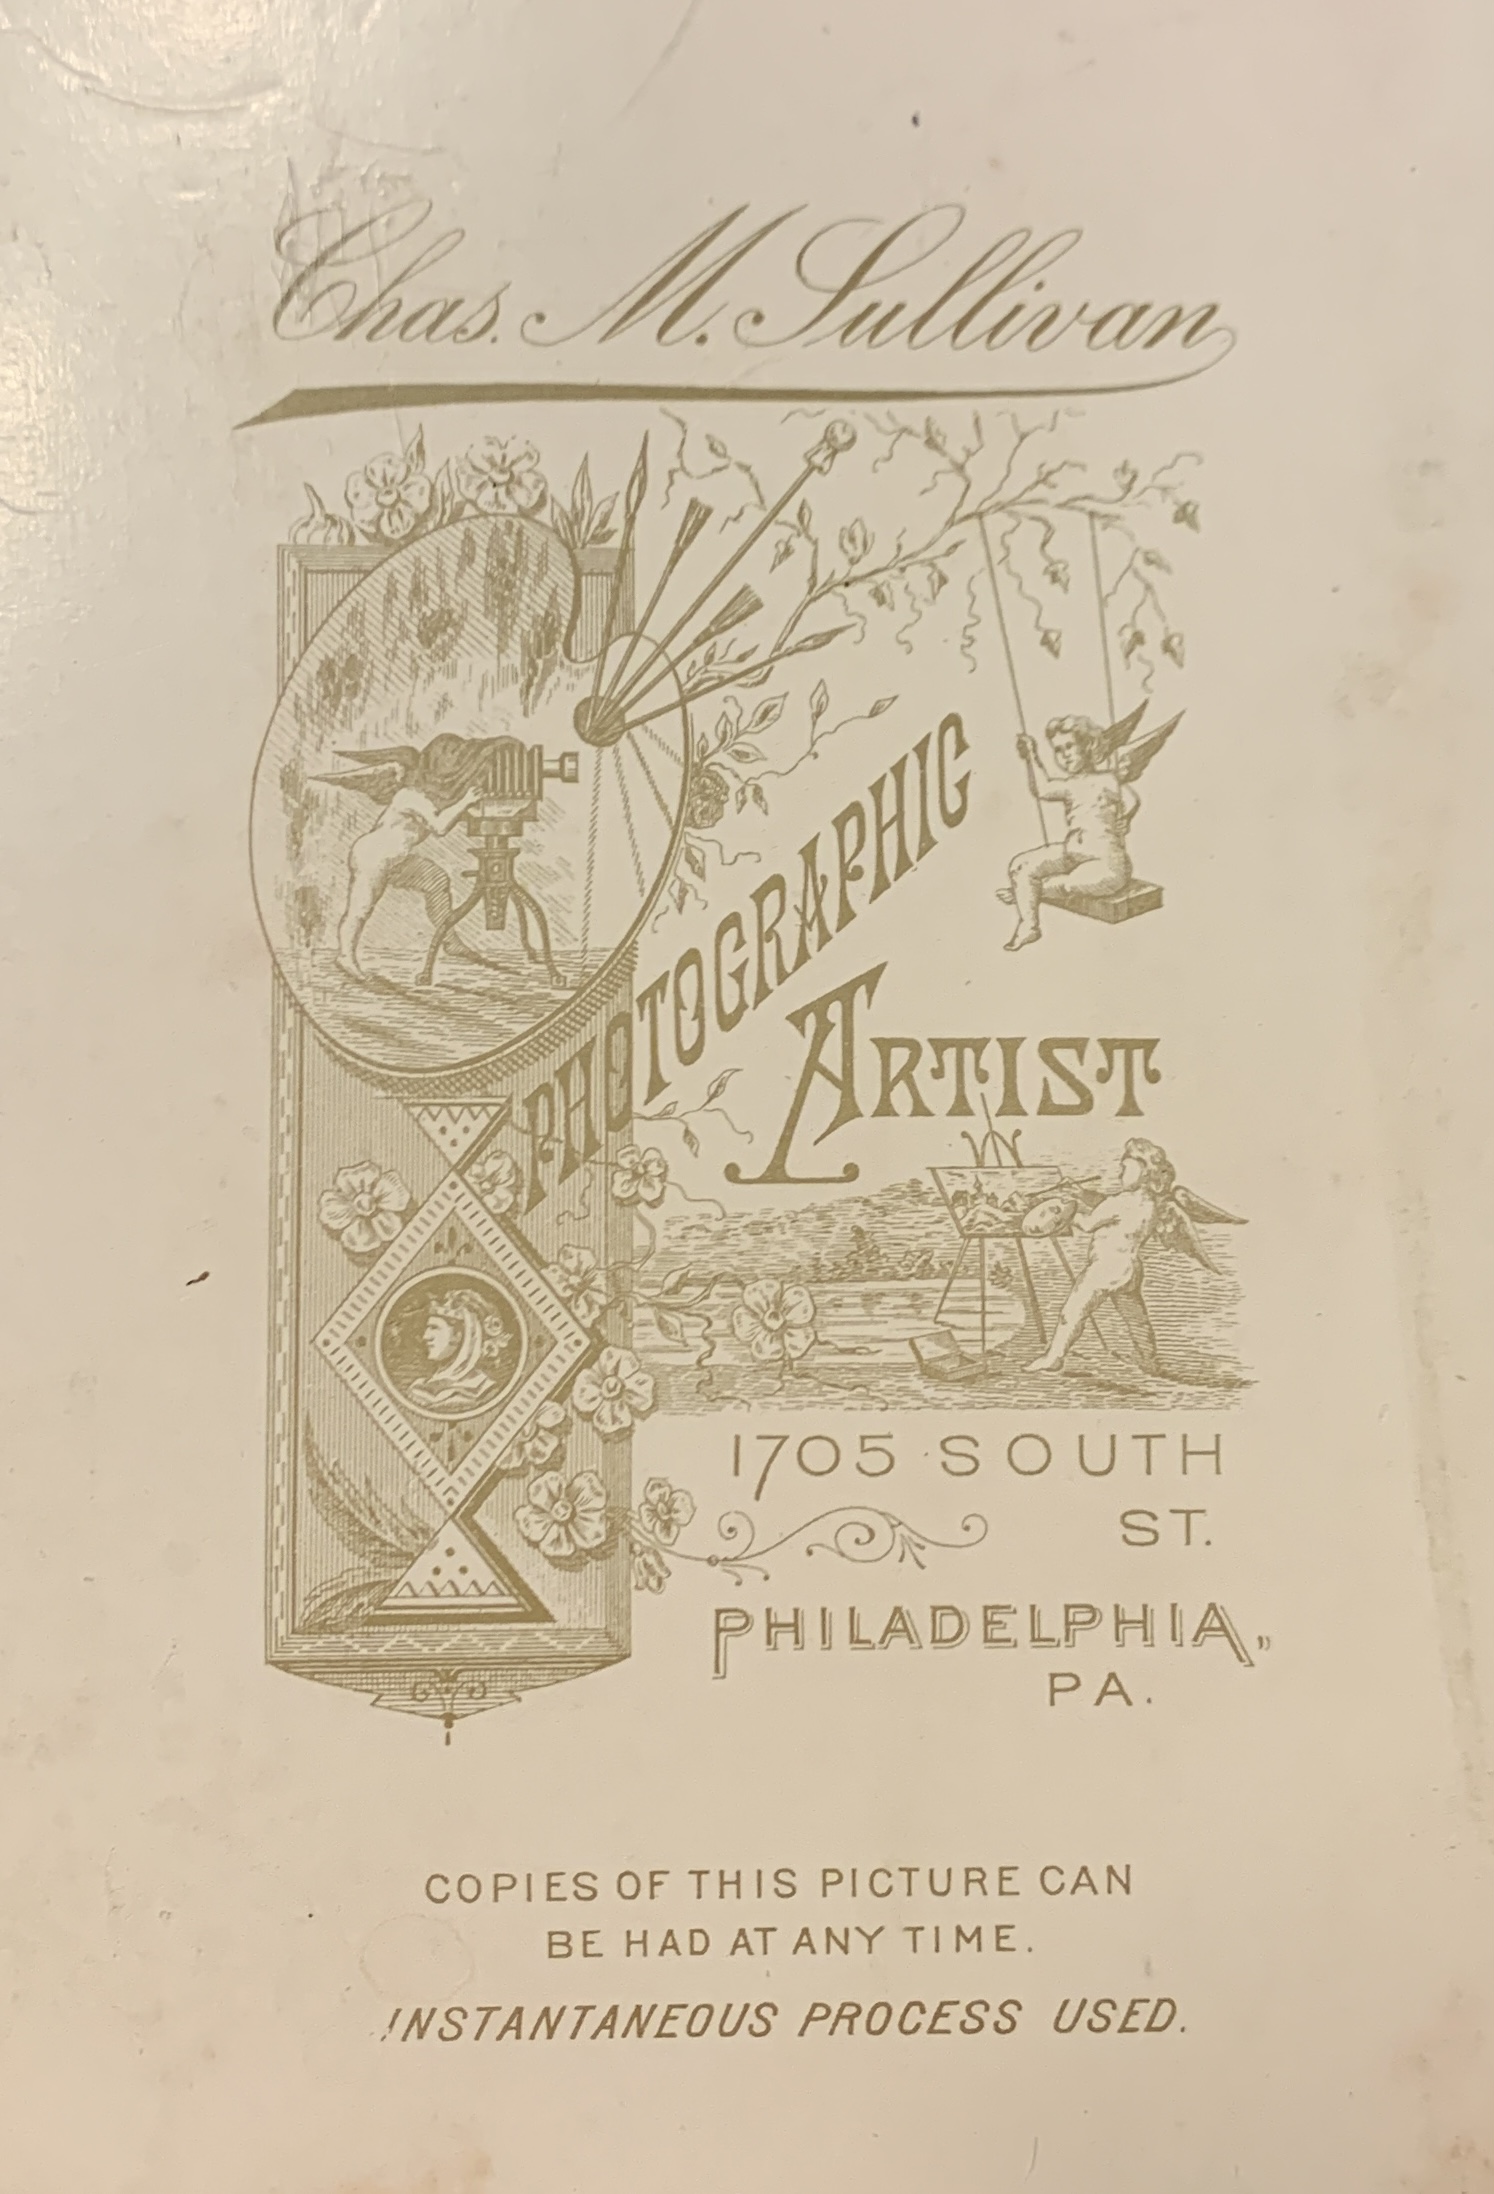 Chas. M. Sullivan
PHOTOGRAPHIC
ARTIST
1705 SOUTH
ST.
PHILADELPHIA,,
PA.
COPIES OF THIS PICTURE CAN
BE HAD AT ANY TIME.
INSTANTANEOUS PROCESS USED.